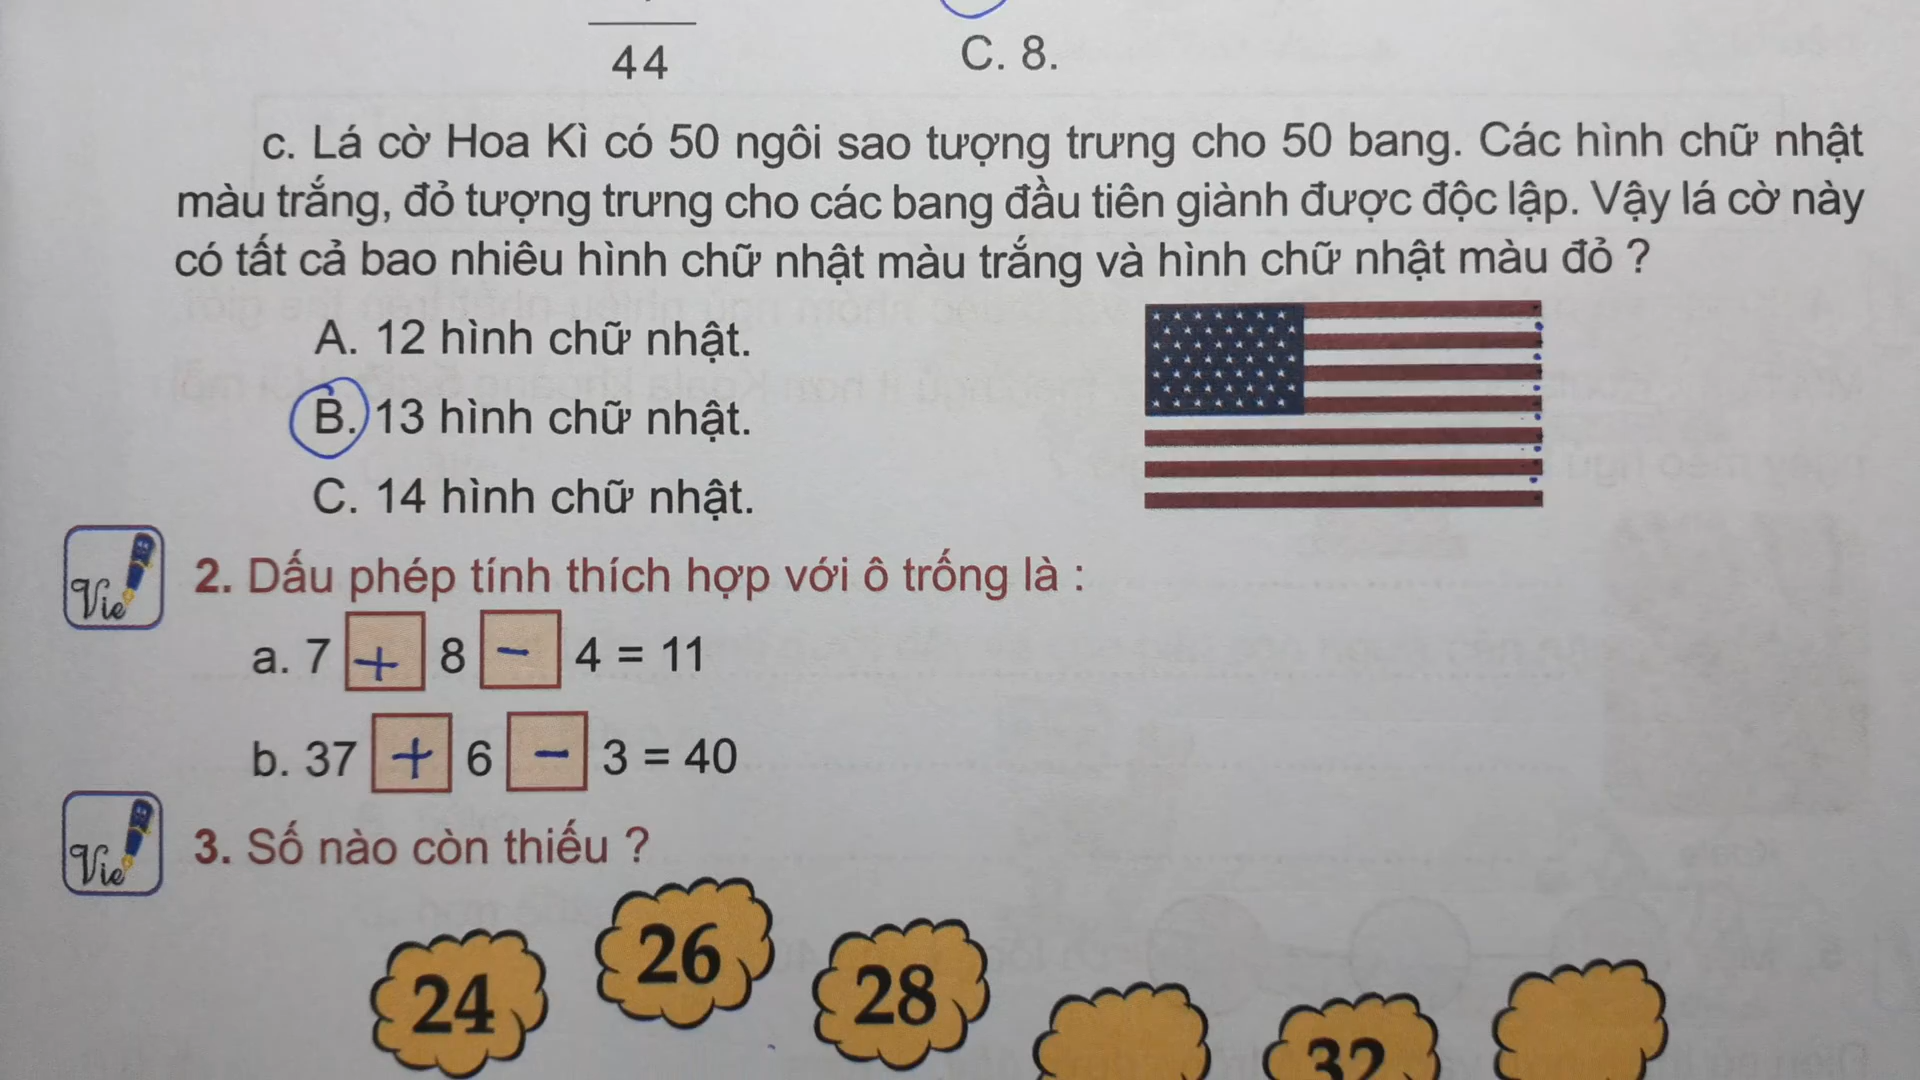 44
C. 8.
c. Lá cờ Hoa Kì có 50 ngôi sao tượng trưng cho 50 bang. Các hình chữ nhật
màu trắng, đỏ tượng trưng cho các bang đầu tiên giành được độc lập. Vậy lá cờ này
có tất cả bao nhiêu hình chữ nhật màu trắng và hình chữ nhật màu đỏ ?
A. 12 hình chữ nhật.
B. 13 hình chữ nhật.
C. 14 hình chữ nhật.
Vie
2. Dấu phép tính thích hợp với ô trống là :
a. 7 + 8 - 4 = 11
b. 37 + 6 - 3 = 40
Vie
3. Số nào còn thiếu ?
24 26 28 32